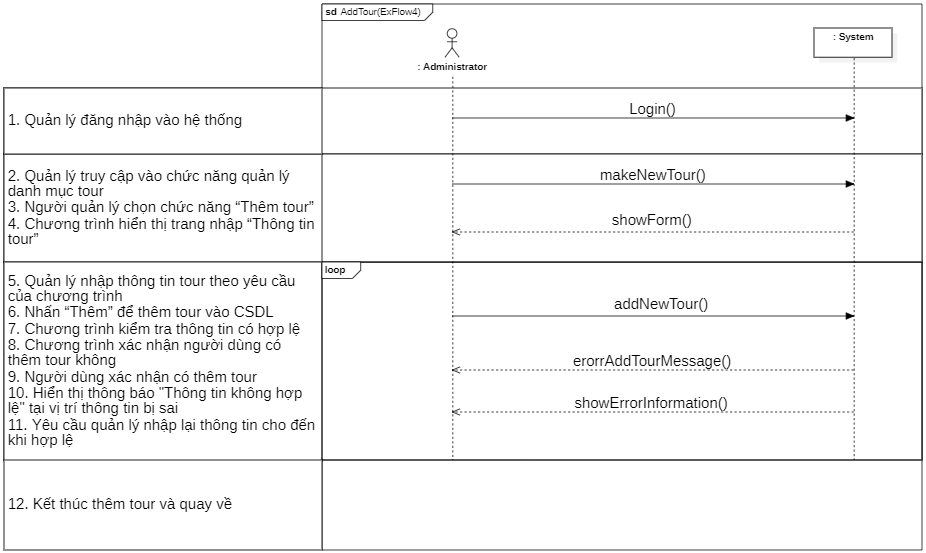 sd AddTour(ExFlow4)
: Administrator
: System
1. Quản lý đăng nhập vào hệ thống
Login()
2. Quản lý truy cập vào chức năng quản lý
danh mục tour
3. Người quản lý chọn chức năng “Thêm tour”
4. Chương trình hiển thị trang nhập “Thông tin
tour”
makeNewTour()
showForm()
loop
5. Quản lý nhập thông tin tour theo yêu cầu
của chương trình
6. Nhấn “Thêm” để thêm tour vào CSDL
7. Chương trình kiểm tra thông tin có hợp lệ
8. Chương trình xác nhận người dùng có
thêm tour không
9. Người dùng xác nhận có thêm tour
10. Hiển thị thông báo "Thông tin không hợp
lệ" tại vị trí thông tin bị sai
11. Yêu cầu quản lý nhập lại thông tin cho đến
khi hợp lệ
addNewTour()
erorrAddTourMessage()
showErrorInformation()
12. Kết thúc thêm tour và quay về